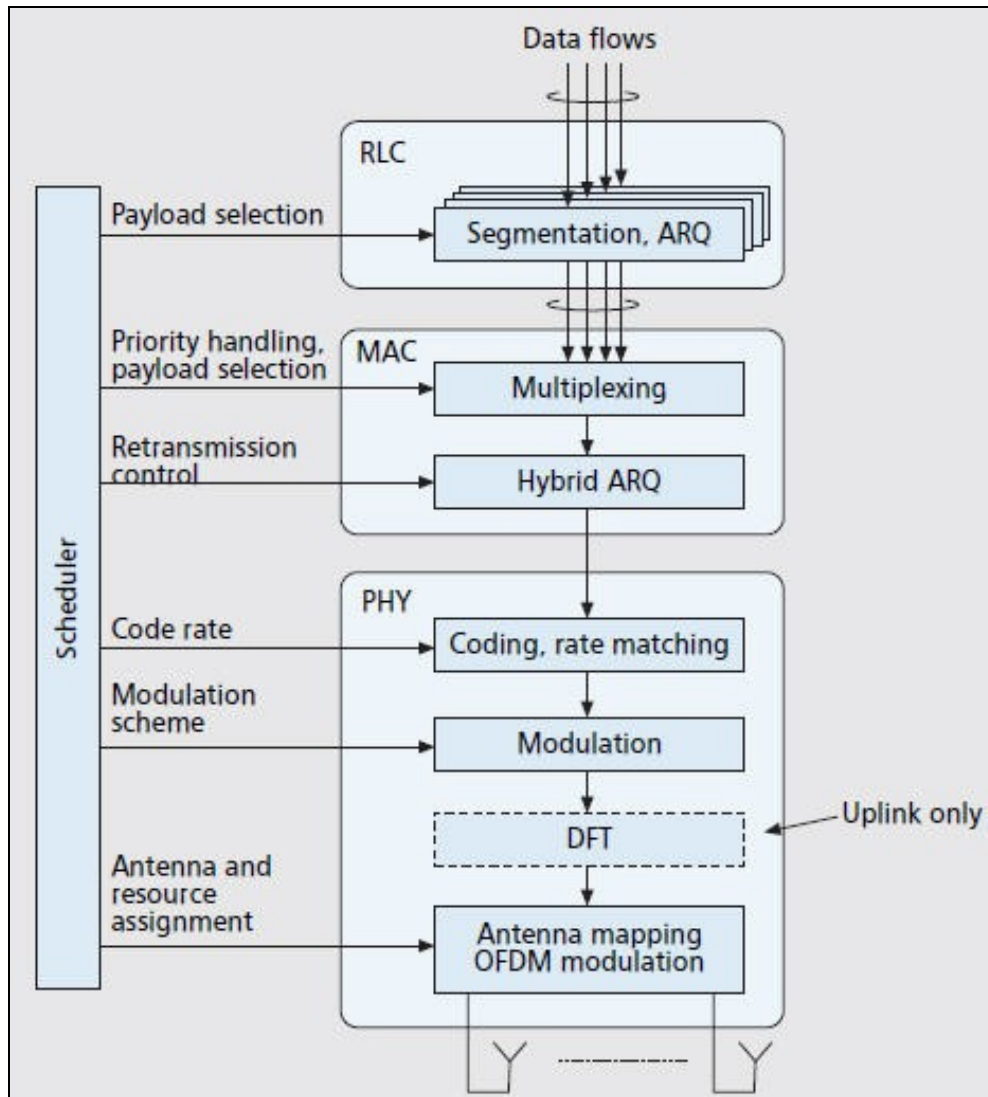 Data flows
RLC
Payload selection
Segmentation, ARQ
Priority handling,
payload selection
MAC
Multiplexing
Retransmission
control
Hybrid ARQ
Scheduler
PHY
Code rate
Coding, rate matching
Modulation
scheme
Modulation
Uplink only
DFT
Antenna and
resource
assignment
Antenna mapping
OFDM modulation